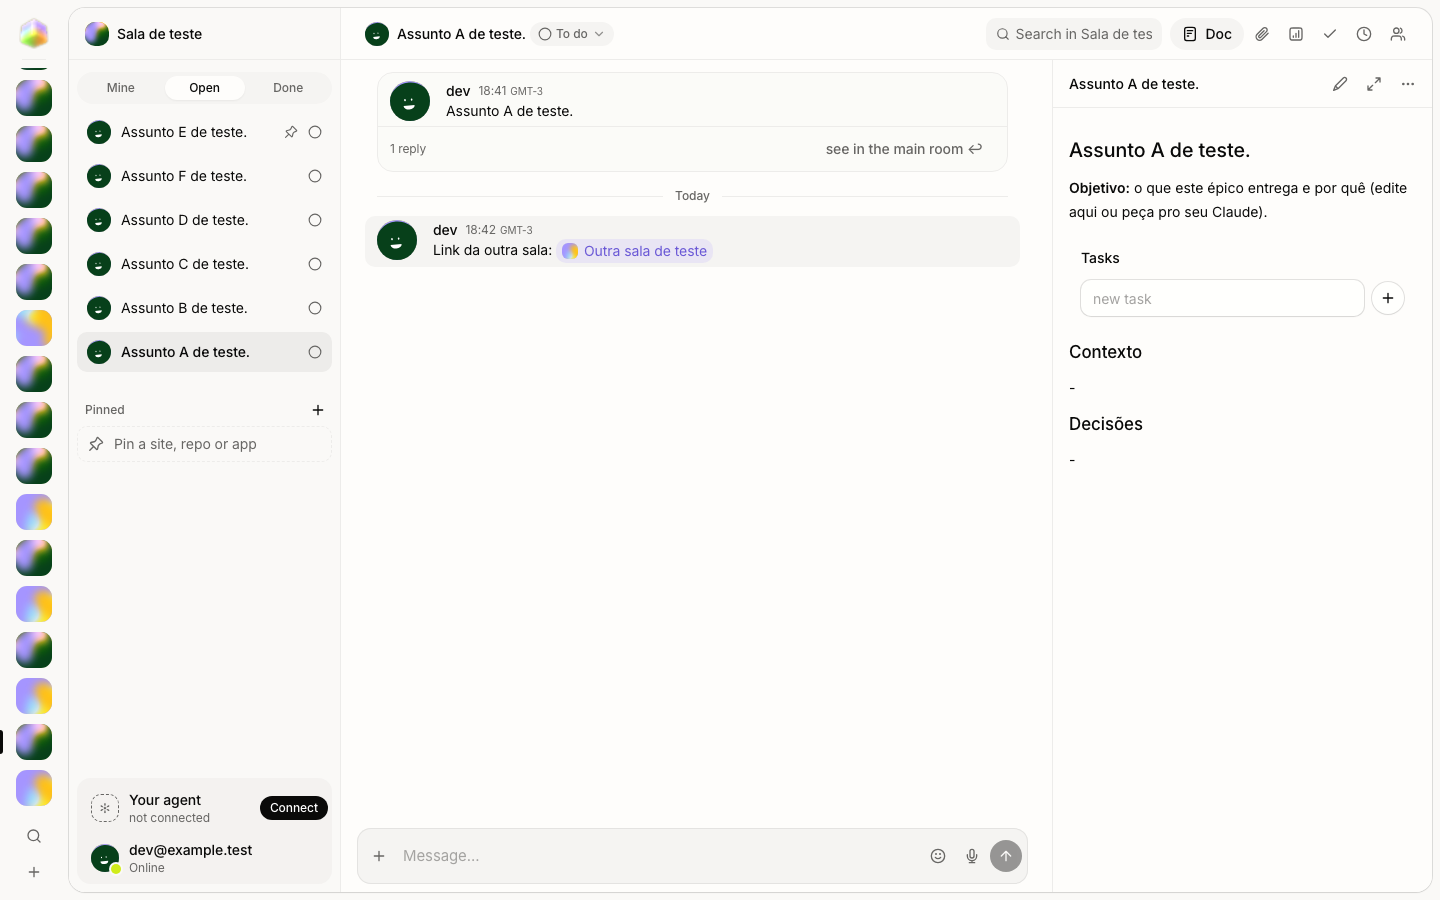 Sala de teste
Mine
Open
Done
Assunto E de teste.
Assunto F de teste.
Assunto D de teste.
Assunto C de teste.
Assunto B de teste.
Assunto A de teste.
Pinned
Pin a site, repo or app
Your agent
not connected
Connect
dev@example.test
Online
Assunto A de teste.
To do
Search in Sala de tes
Doc
dev 18:41 GMT-3
Assunto A de teste.
1 reply
see in the main room
Today
dev 18:42 GMT-3
Link da outra sala: Outra sala de teste
Message...
Assunto A de teste.
Assunto A de teste.
Objetivo: o que este épico entrega e por quê (edite
aqui ou peça pro seu Claude).
Tasks
new task
Contexto
-
Decisões
-